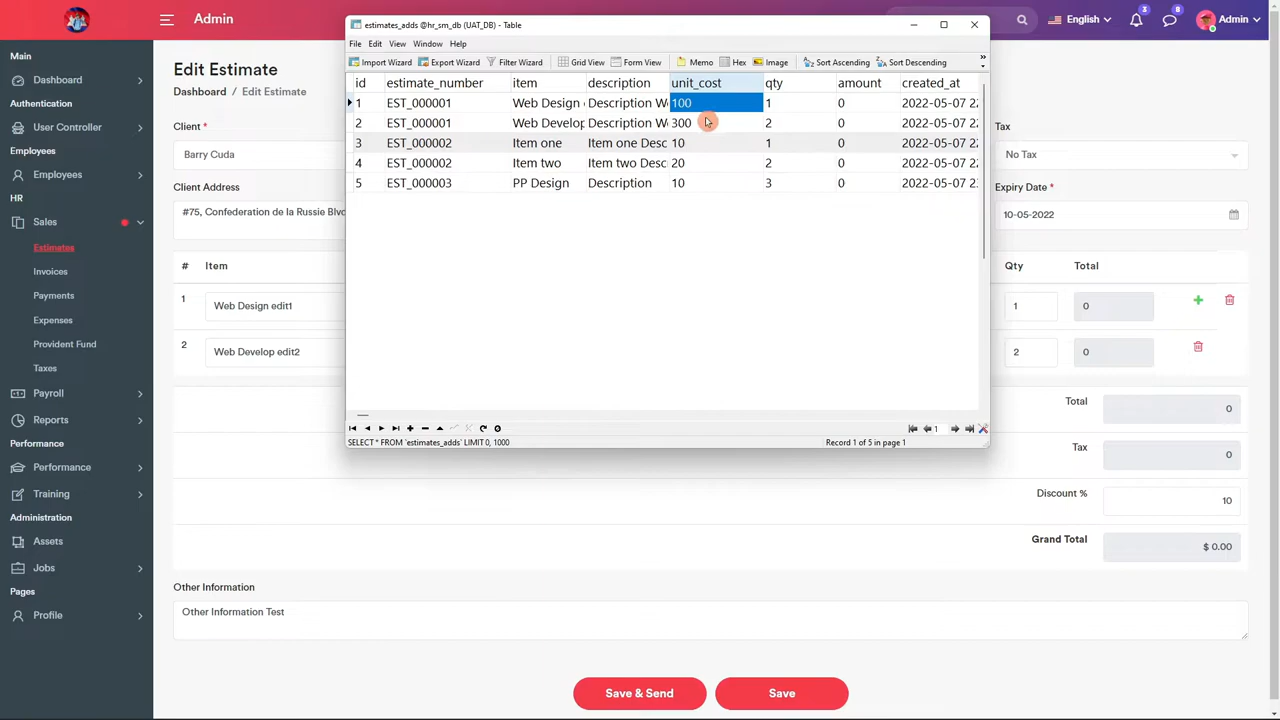 Admin
English
3
8
Admin
Main
Dashboard
Authentication
User Controller
Employees
Employees
HR
Sales
Estimates
Invoices
Payments
Expenses
Provident Fund
Taxes
Payroll
Reports
Performance
Performance
Training
Administration
Assets
Jobs
Pages
Profile
Edit Estimate
Dashboard / Edit Estimate
Client *
Barry Cuda
Client Address
#75, Confederation de la Russie Blvd
Tax
No Tax
Expiry Date *
10-05-2022
estimates_adds @hr_sm_db (UAT_DB) - Table
File Edit View Window Help
Import Wizard Export Wizard Filter Wizard Grid View Form View Memo Hex Image Sort Ascending Sort Descending
id estimate_number item description unit_cost qty amount created_at
1 EST_000001 Web Design Description We 100 1 0 2022-05-07 22
2 EST_000001 Web Develop Description We 300 2 0 2022-05-07 22
3 EST_000002 Item one Item one Desc 10 1 0 2022-05-07 22
4 EST_000002 Item two Item two Desc 20 2 0 2022-05-07 22
5 EST_000003 PP Design Description 10 3 0 2022-05-07 23
1
SELECT * FROM `estimates_adds` LIMIT 0, 1000
Record 1 of 5 in page 1
# Item Qty Total
1 Web Design edit1 1 0
2 Web Develop edit2 2 0
Total 0
Tax 0
Discount % 10
Grand Total $ 0.00
Other Information
Other Information Test
Save & Send Save